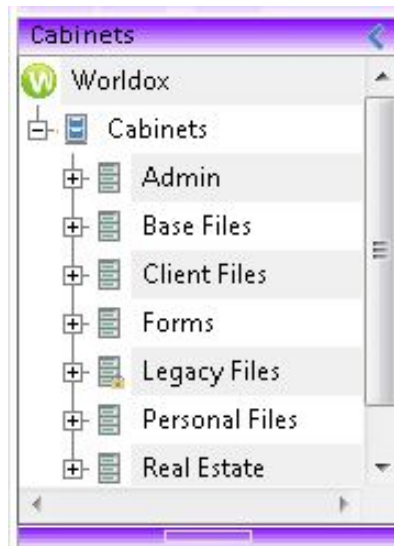 Cabinets
Worldox
Cabinets
Admin
Base Files
Client Files
Forms
Legacy Files
Personal Files
Real Estate